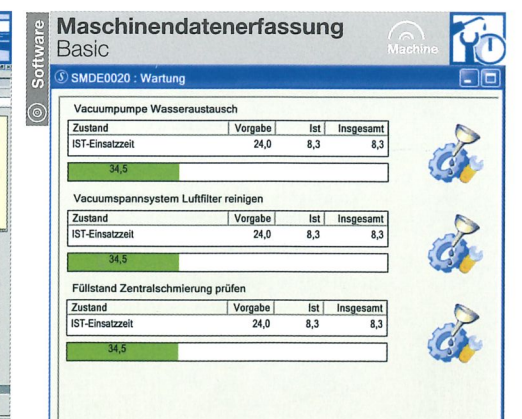 Software
Maschinendatenerfassung
Basic
Machine
SMDE0020 : Wartung
Vacuumpumpe Wasseraustausch
Zustand Vorgabe Ist Insgesamt
IST-Einsatzzeit 24,0 8,3 8,3
34,5
Vacuumspannsystem Luftfilter reinigen
Zustand Vorgabe Ist Insgesamt
IST-Einsatzzeit 24,0 8,3 8,3
34,5
Füllstand Zentralschmierung prüfen
Zustand Vorgabe Ist Insgesamt
IST-Einsatzzeit 24,0 8,3 8,3
34,5